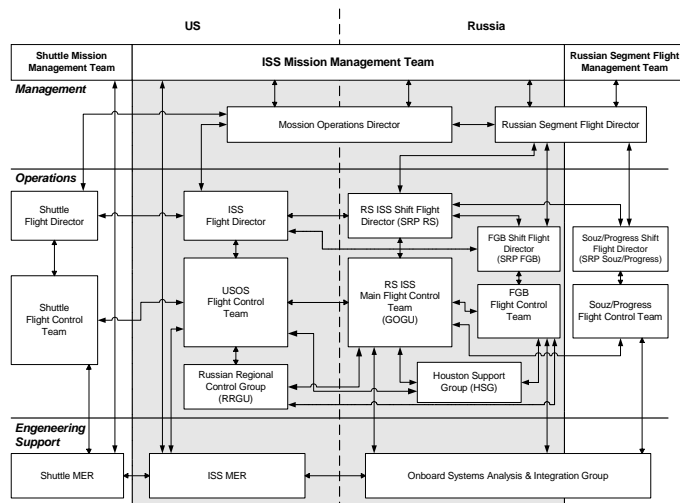 US
Russia
Shuttle Mission
Management Team
ISS Mission Management Team
Russian Segment Flight
Management Team
Management
Mossion Operations Director
Russian Segment Flight Director
Operations
Shuttle
Flight Director
ISS
Flight Director
RS ISS Shift Flight
Director (SRP RS)
FGB Shift Flight
Director
(SRP FGB)
Souz/Progress Shift
Flight Director
(SRP Souz/Progress)
Shuttle
Flight Control
Team
USOS
Flight Control
Team
RS ISS
Main Flight Control
Team
(GOGU)
FGB
Flight Control
Team
Souz/Progress
Flight Control Team
Russian Regional
Control Group
(RRGU)
Houston Support
Group (HSG)
Engeneering
Support
Shuttle MER
ISS MER
Onboard Systems Analysis & Integration Group